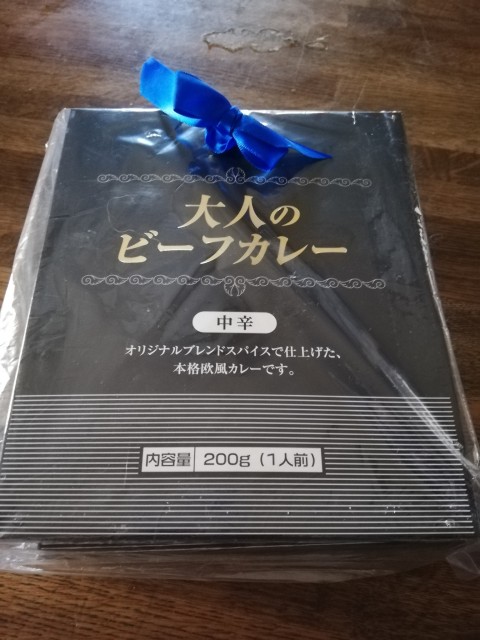 大人の
ビーフカレー
中辛
オリジナルブレンドスパイスで仕上げた、
本格欧風カレーです。
内容量 200g（1人前）